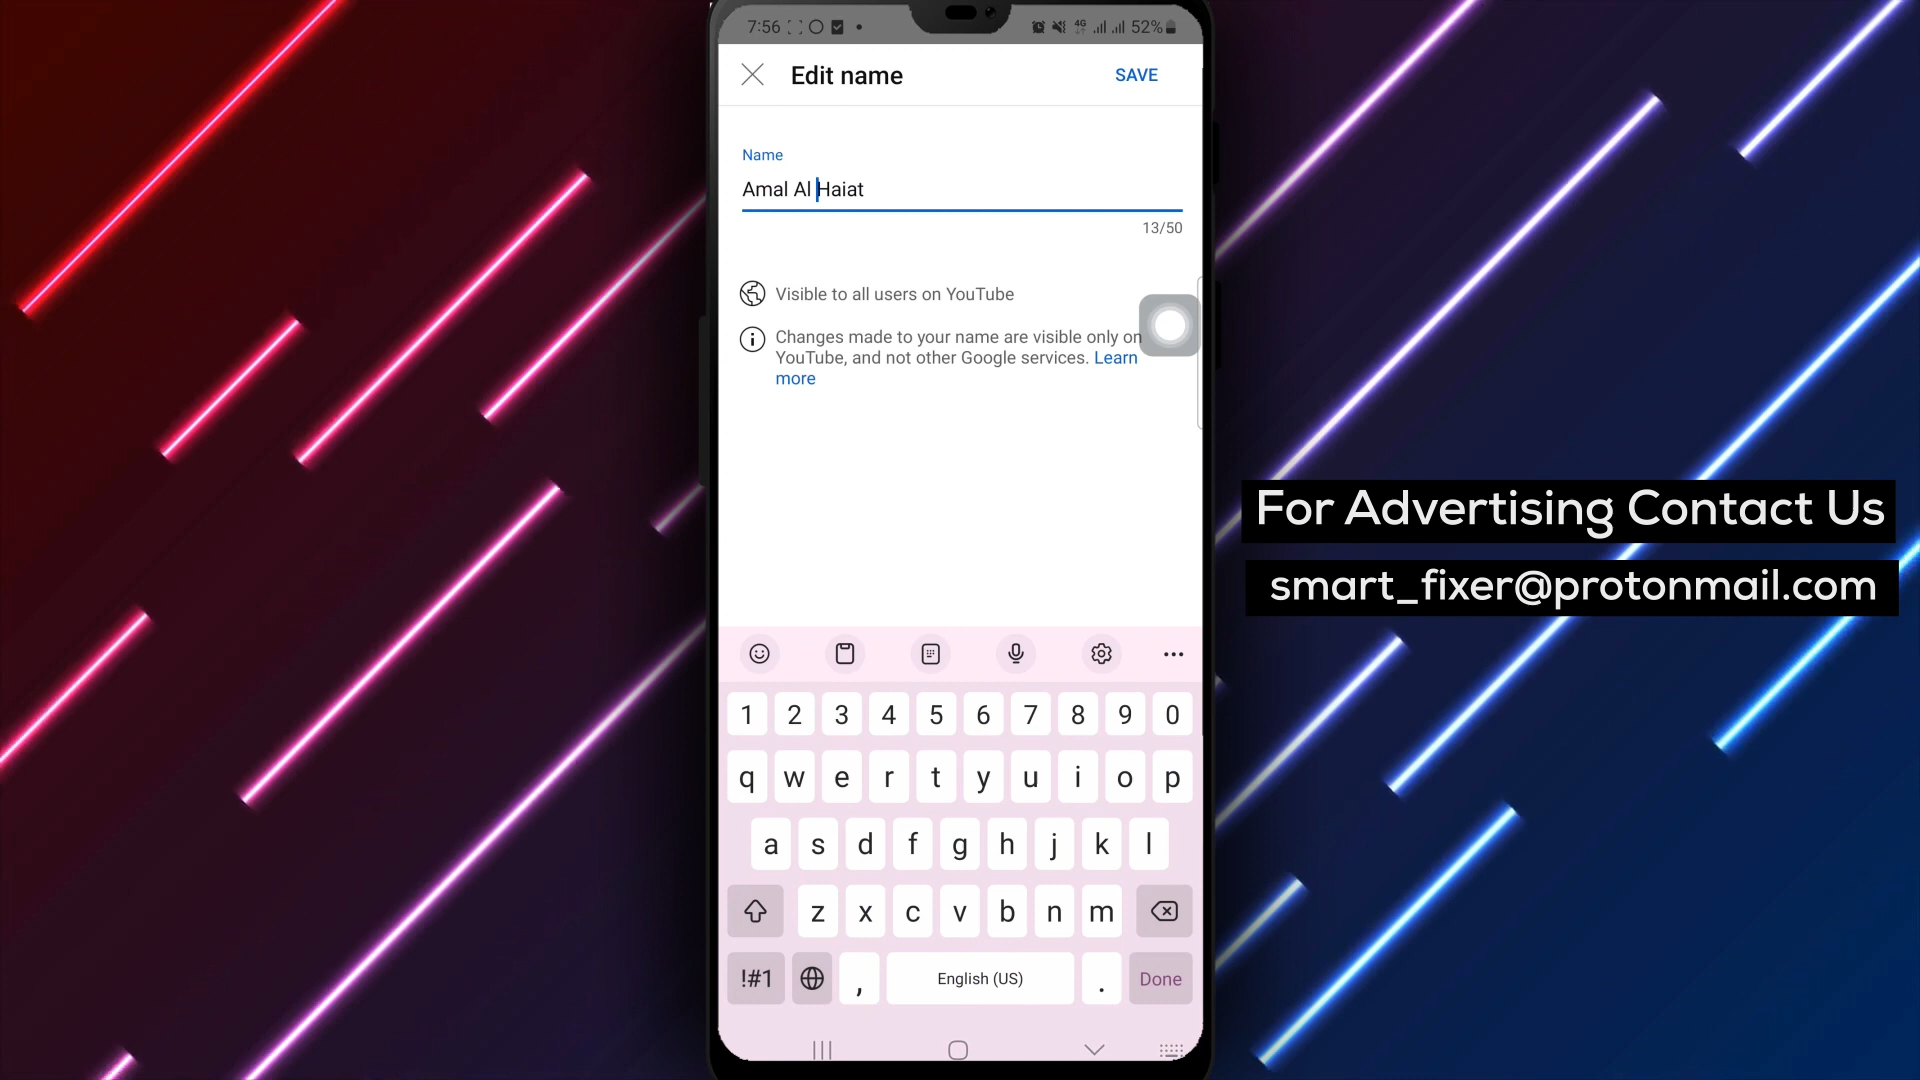 7:56 4G 52%
Edit name SAVE
Name
Amal Al Haiat
13/50
Visible to all users on YouTube
Changes made to your name are visible only on
YouTube, and not other Google services. Learn
more
For Advertising Contact Us
smart_fixer@protonmail.com
1 2 3 4 5 6 7 8 9 0
q w e r t y u i o p
a s d f g h j k l
z x c v b n m
!#1 , English (US) . Done